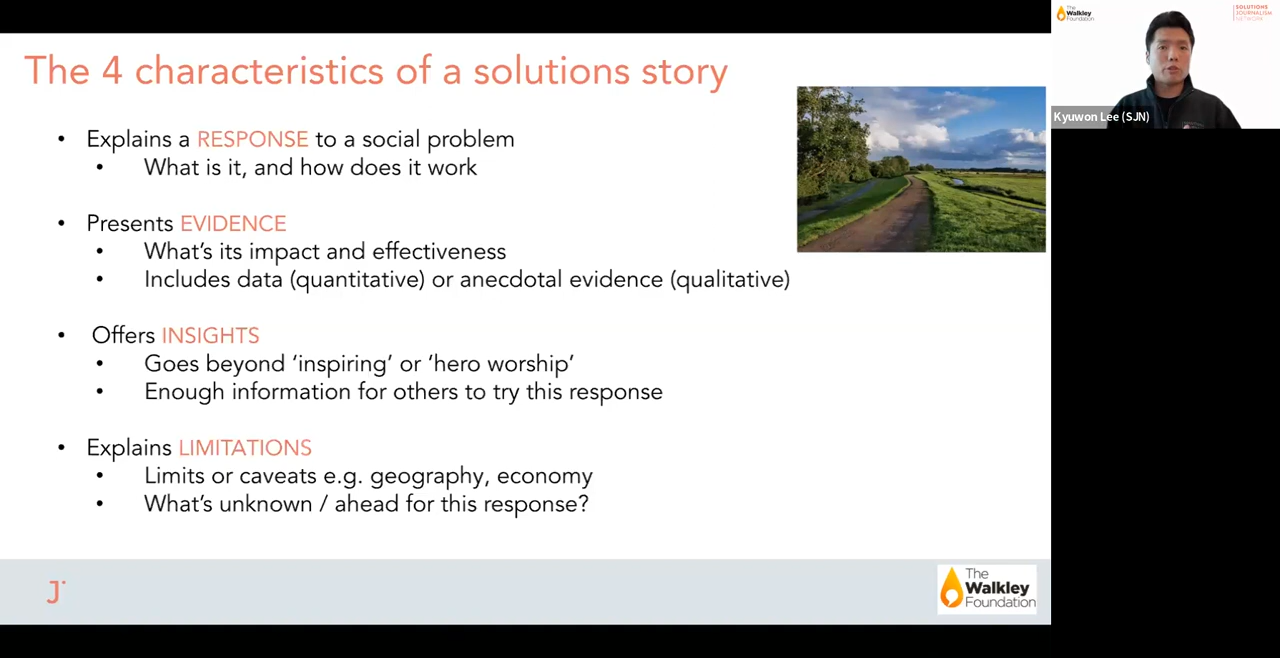 The 4 characteristics of a solutions story
• Explains a RESPONSE to a social problem
• What is it, and how does it work
• Presents EVIDENCE
• What's its impact and effectiveness
• Includes data (quantitative) or anecdotal evidence (qualitative)
• Offers INSIGHTS
• Goes beyond ‘inspiring’ or ‘hero worship’
• Enough information for others to try this response
• Explains LIMITATIONS
• Limits or caveats e.g. geography, economy
• What's unknown / ahead for this response?
J
The
Walkley
Foundation
The
Walkley
Foundation
SOLUTIONS
JOURNALISM
NETWORK
Kyuwon Lee (SJN)